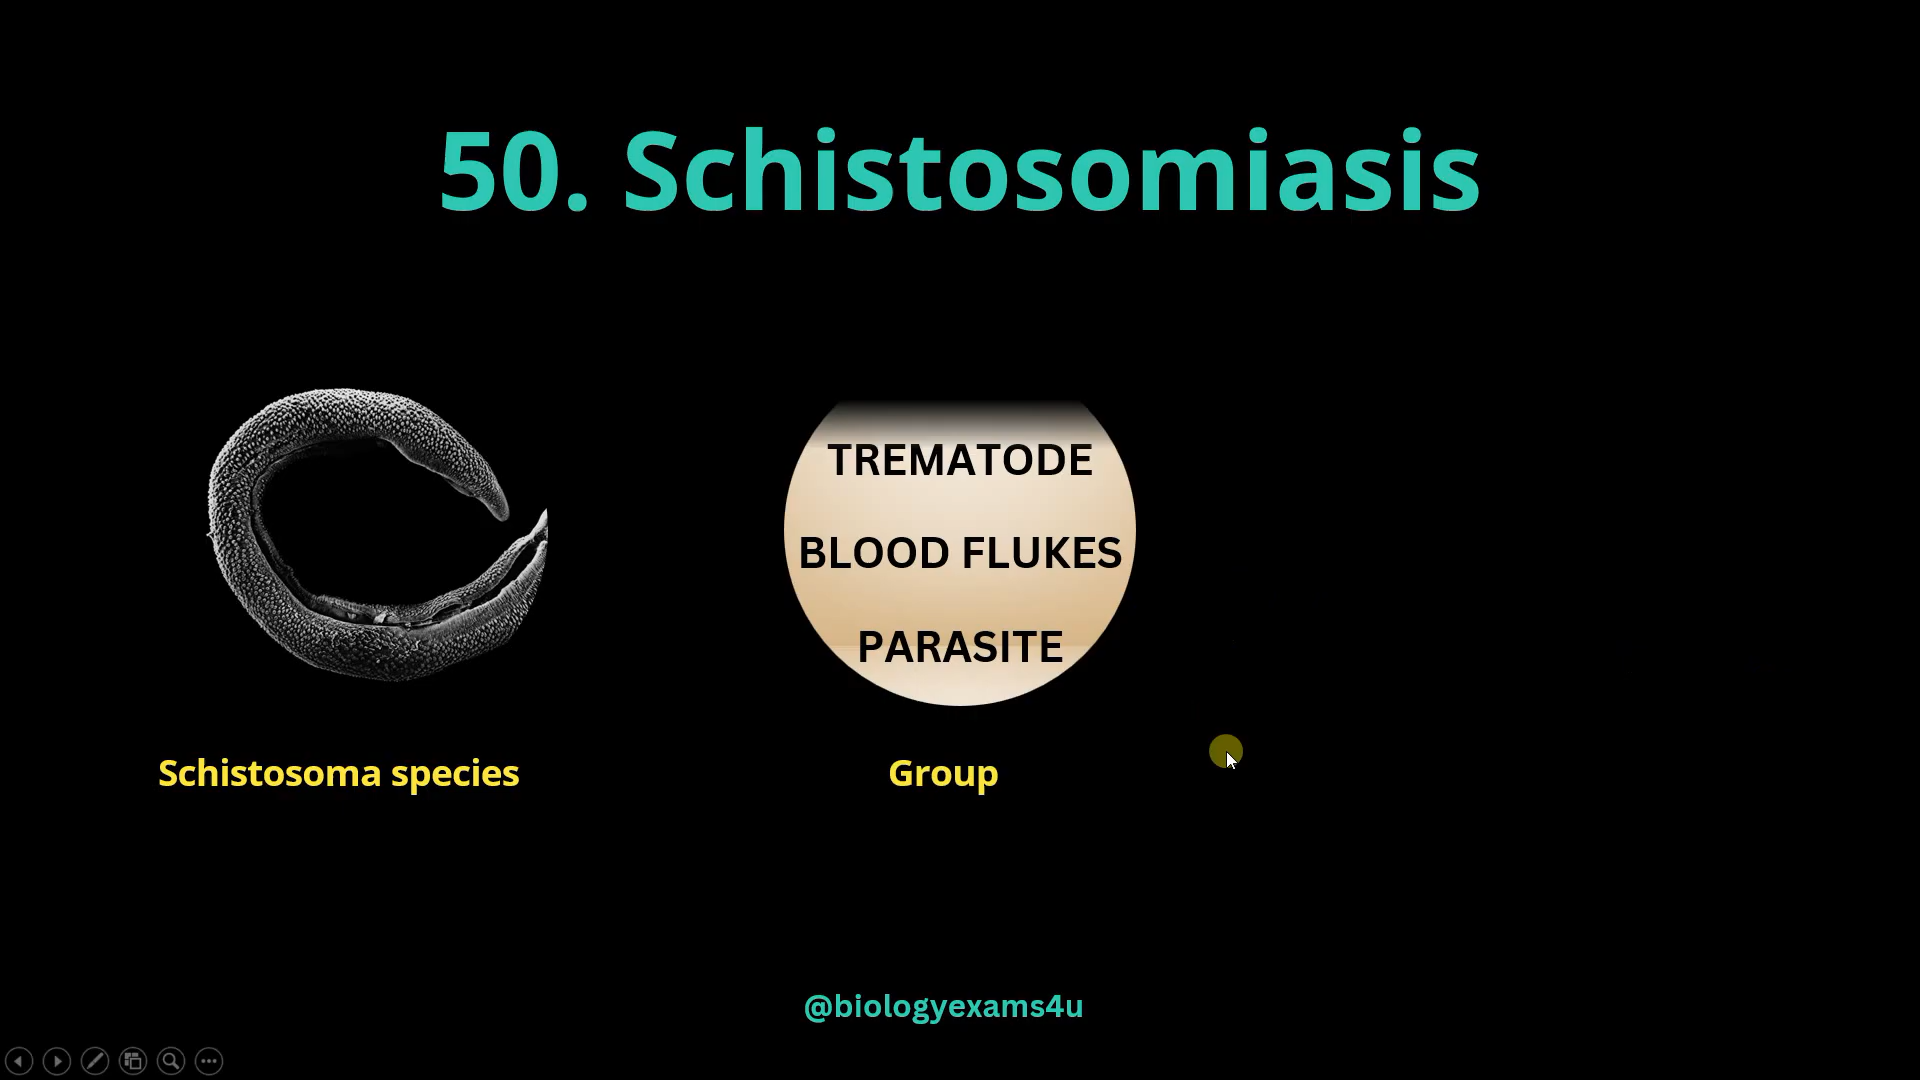 50. Schistosomiasis
TREMATODE
BLOOD FLUKES
PARASITE
Schistosoma species
Group
@biologyexams4u